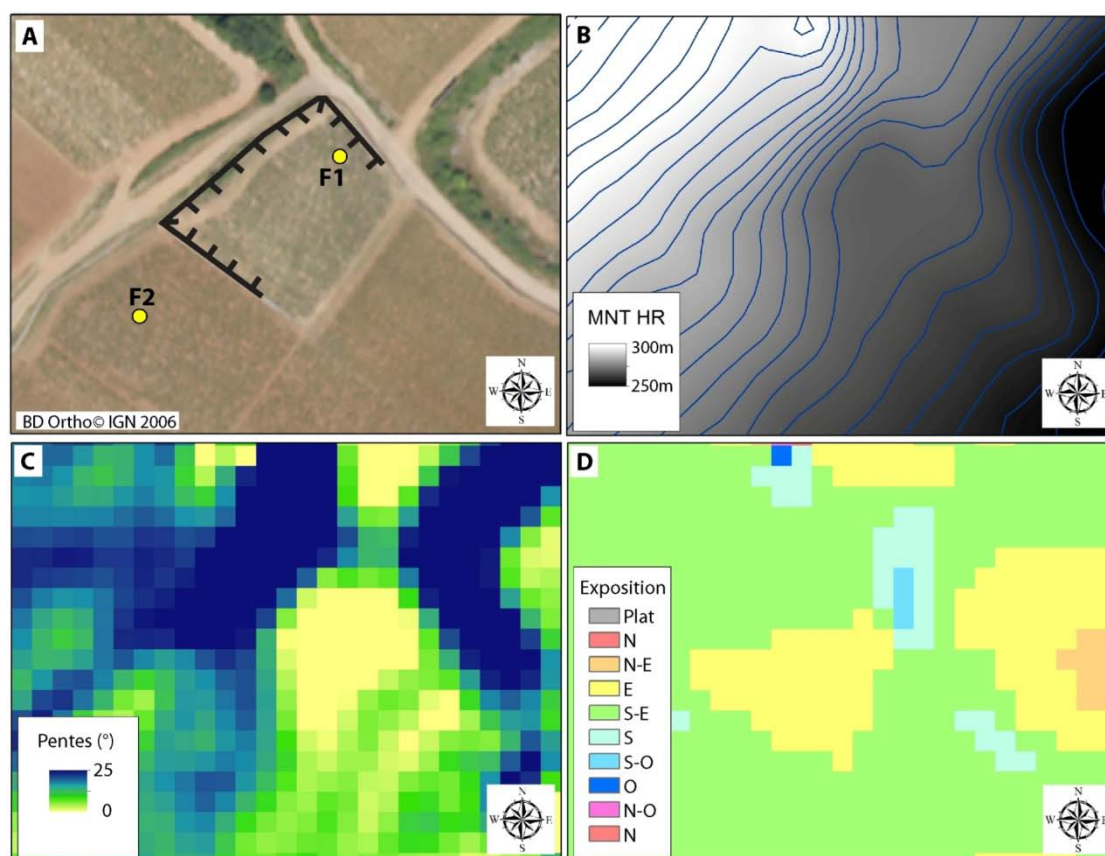 A
F1
F2
BD Ortho© IGN 2006
N
W E
S
B
MNT HR
300m
250m
N
W E
S
C
Pentes (°)
25
0
N
W E
S
D
Exposition
Plat
N
N-E
E
S-E
S
S-O
O
N-O
N
N
W E
S